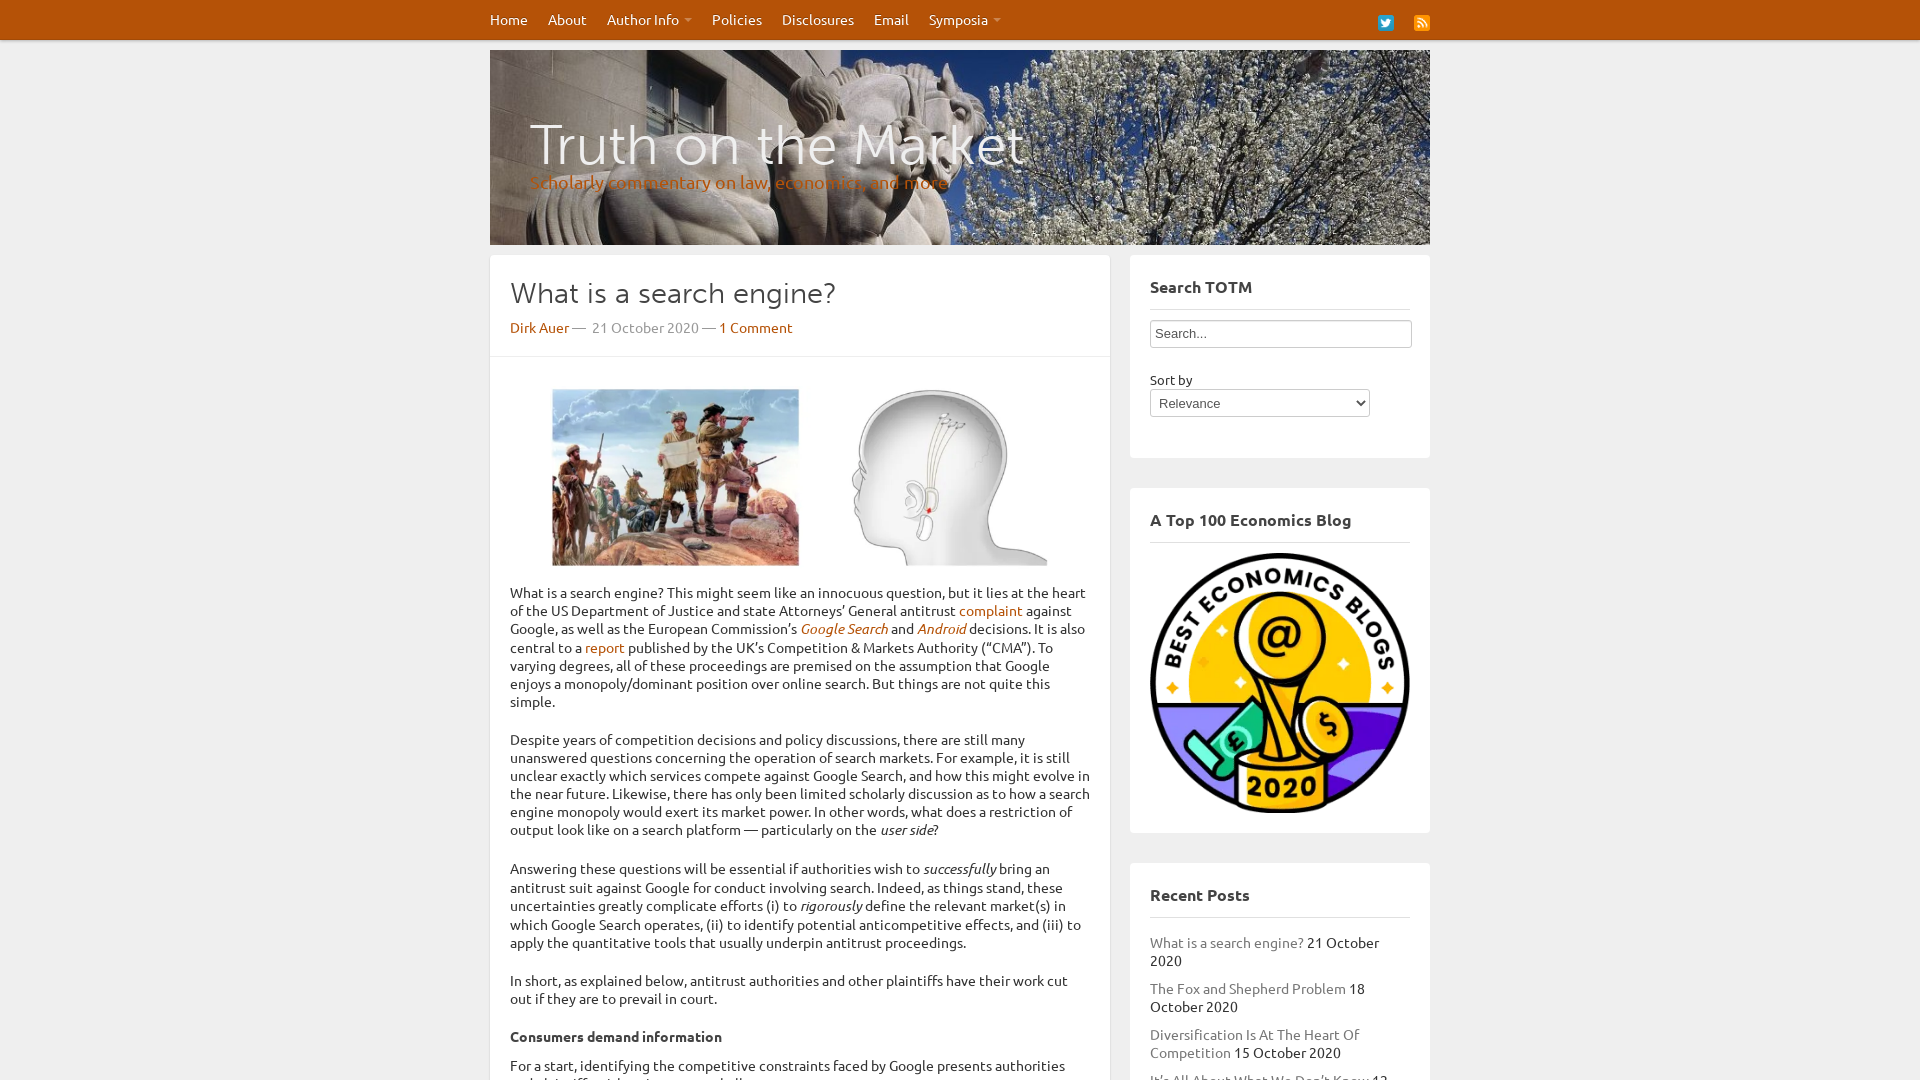 Home About Author Info Policies Disclosures Email Symposia
Truth on the Market
Scholarly commentary on law, economics, and more
What is a search engine?
Dirk Auer — 21 October 2020 — 1 Comment
What is a search engine? This might seem like an innocuous question, but it lies at the heart
of the US Department of Justice and state Attorneys’ General antitrust complaint against
Google, as well as the European Commission’s Google Search and Android decisions. It is also
central to a report published by the UK’s Competition & Markets Authority (“CMA”). To
varying degrees, all of these proceedings are premised on the assumption that Google
enjoys a monopoly/dominant position over online search. But things are not quite this
simple.
Despite years of competition decisions and policy discussions, there are still many
unanswered questions concerning the operation of search markets. For example, it is still
unclear exactly which services compete against Google Search, and how this might evolve in
the near future. Likewise, there has only been limited scholarly discussion as to how a search
engine monopoly would exert its market power. In other words, what does a restriction of
output look like on a search platform — particularly on the user side?
Answering these questions will be essential if authorities wish to successfully bring an
antitrust suit against Google for conduct involving search. Indeed, as things stand, these
uncertainties greatly complicate efforts (i) to rigorously define the relevant market(s) in
which Google Search operates, (ii) to identify potential anticompetitive effects, and (iii) to
apply the quantitative tools that usually underpin antitrust proceedings.
In short, as explained below, antitrust authorities and other plaintiffs have their work cut
out if they are to prevail in court.
Consumers demand information
For a start, identifying the competitive constraints faced by Google presents authorities
Search TOTM
Search...
Sort by
Relevance
A Top 100 Economics Blog
BEST ECONOMICS BLOGS
@
$
£
2020
Recent Posts
What is a search engine? 21 October
2020
The Fox and Shepherd Problem 18
October 2020
Diversification Is At The Heart Of
Competition 15 October 2020
It’s All About What We Don’t Know 12